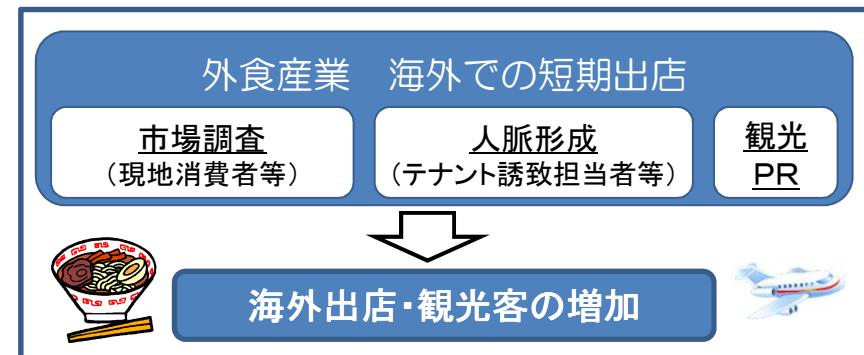 外食産業　海外での短期出店
市場調査
（現地消費者等）
人脈形成
（テナント誘致担当者等）
観光
PR
海外出店・観光客の増加